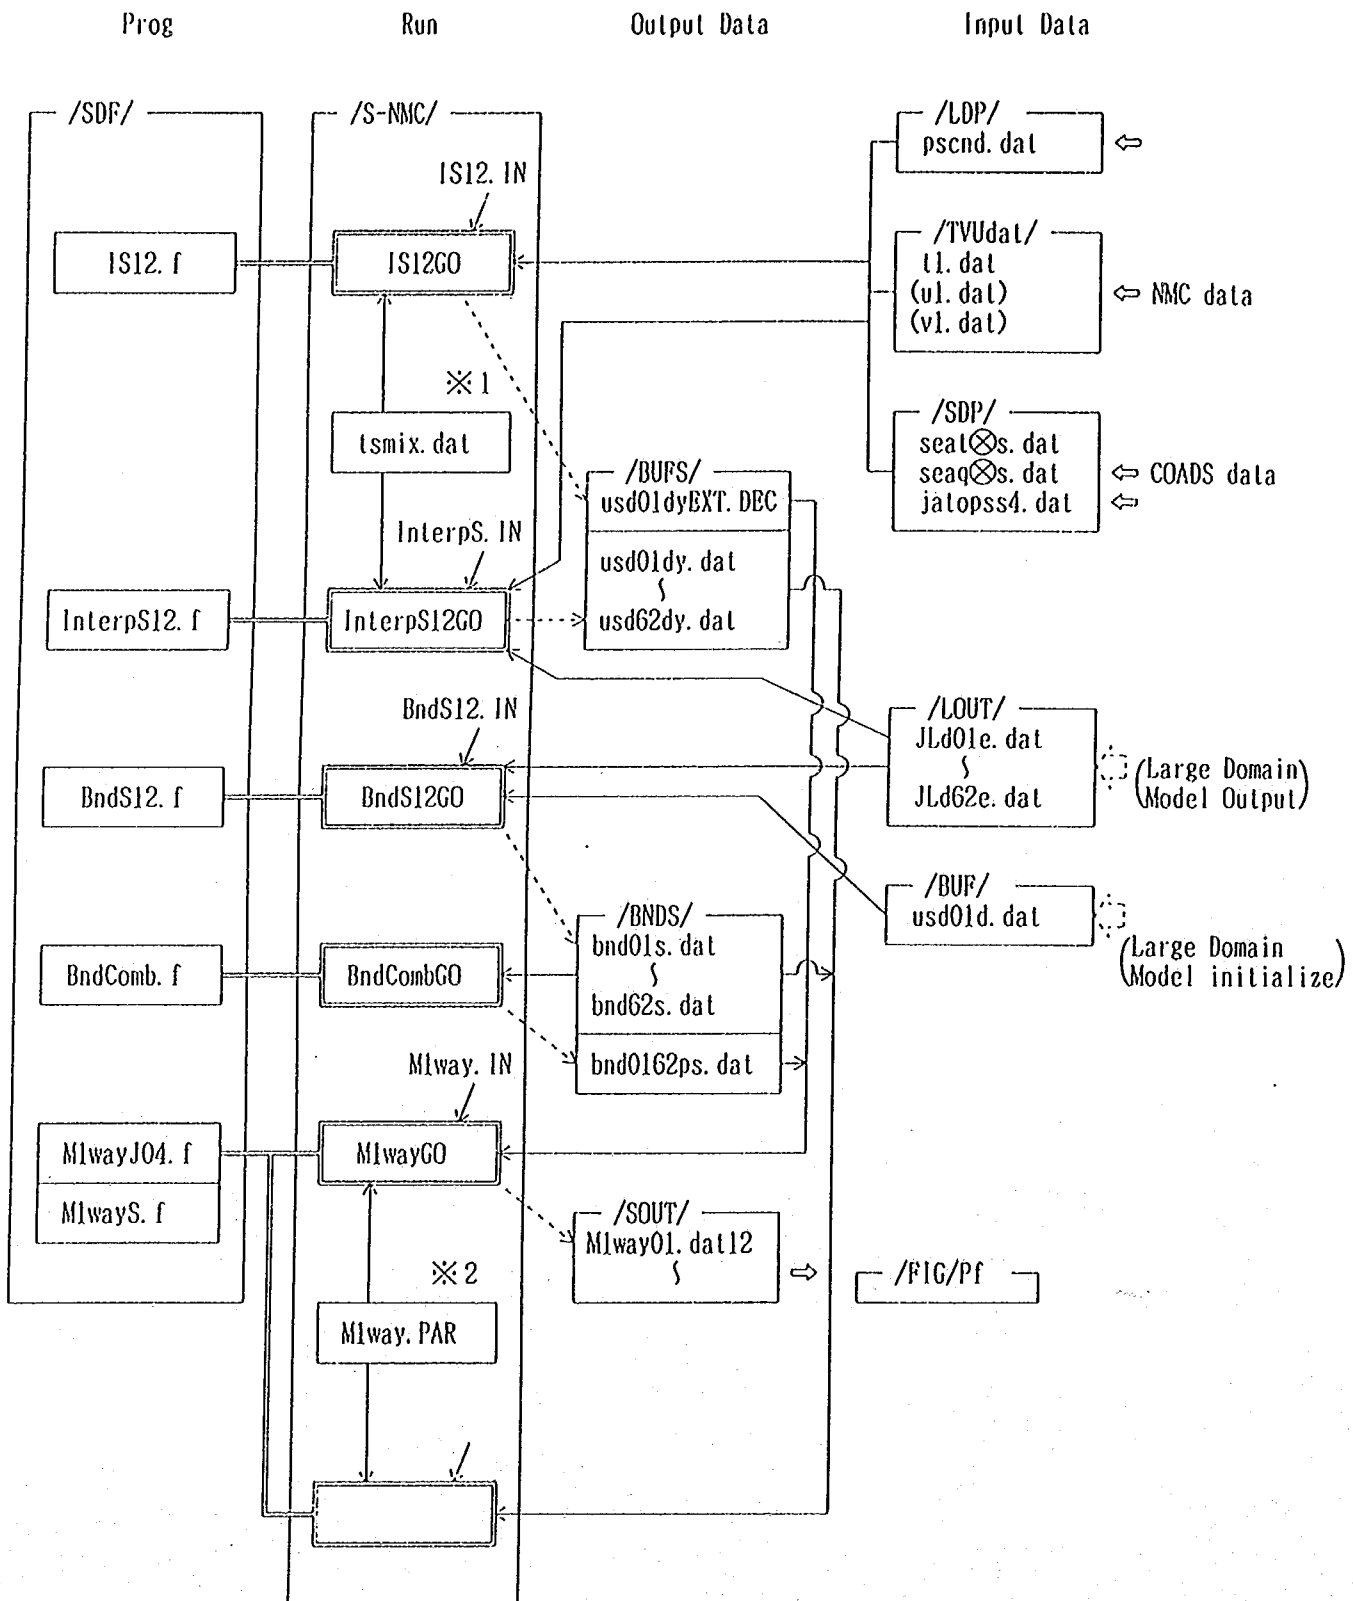 Prog Run Output Data Input Data
/SDF/
/S-NMC/
/LDP/
pscnd.dat ⇦
IS12.IN
IS12.f
IS12GO
/TVUdat/
t1.dat
(u1.dat) ⇦ NMC data
(v1.dat)
※1
tsmix.dat
/SDP/
seat⊗s.dat
seaq⊗s.dat ⇦ COADS data
jatopss4.dat ⇦
/BUFS/
usd01dyEXT.DEC
usd01dy.dat
∫
usd62dy.dat
InterpS.IN
InterpS12.f
InterpS12GO
BndS12.IN
/LOUT/
JLd01e.dat
∫
JLd62e.dat
(Large Domain
Model Output)
BndS12.f
BndS12GO
/BUF/
usd01d.dat
(Large Domain
Model initialize)
/BNDS/
bnd01s.dat
∫
bnd62s.dat
bnd0162ps.dat
BndComb.f
BndCombGO
M1way.IN
M1wayJO4.f
M1wayS.f
M1wayGO
/SOUT/
M1way01.dat12
∫
⇨
/FIG/Pf
※2
M1way.PAR